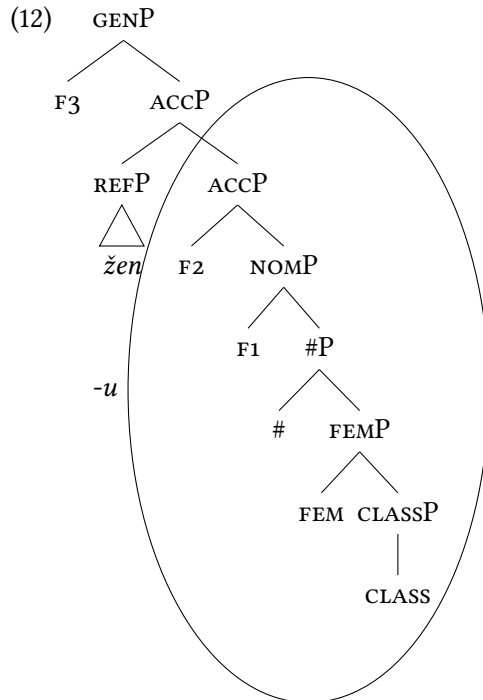 (12) GENP
F3 ACCP
REFP ACCP
žen F2 NOMP
F1 #P
-u
# FEMP
FEM CLASSP
CLASS